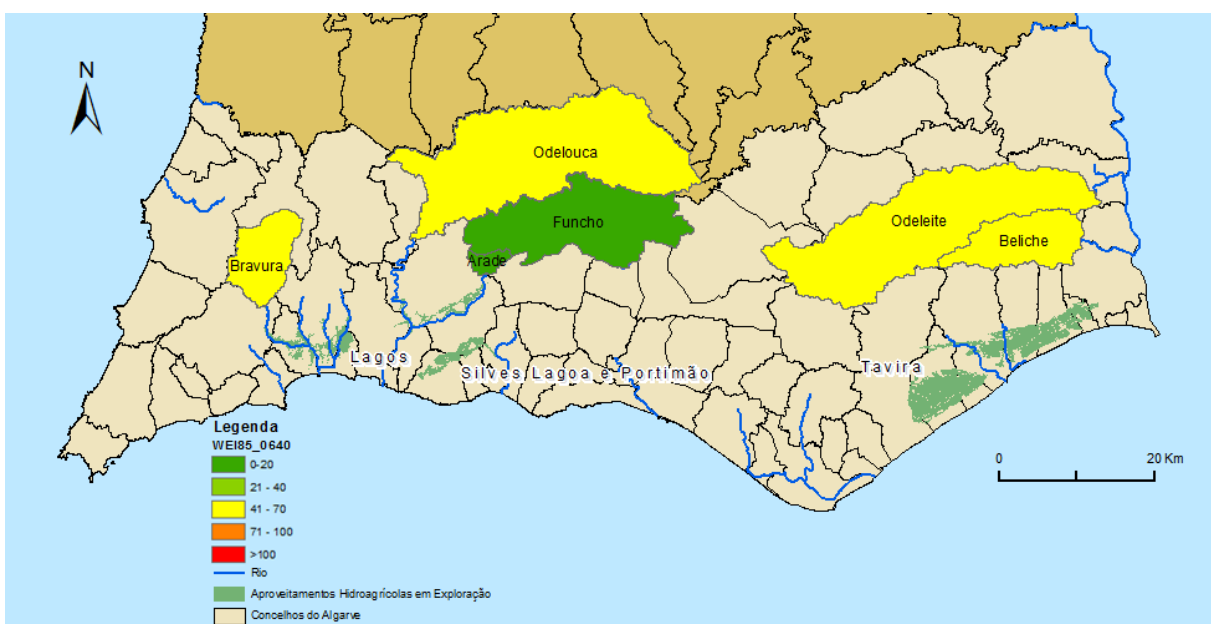 N
Odelouca
Funcho
Arade
Bravura
Odeleite
Beliche
Lagos
Silves, Lagoa e Portimão
Tavira
0 20 Km
Legenda
WEI85_0640
0-20
21 - 40
41 - 70
71 - 100
>100
Rio
Aproveitamentos Hidroagrícolas em Exploração
Concelhos do Algarve